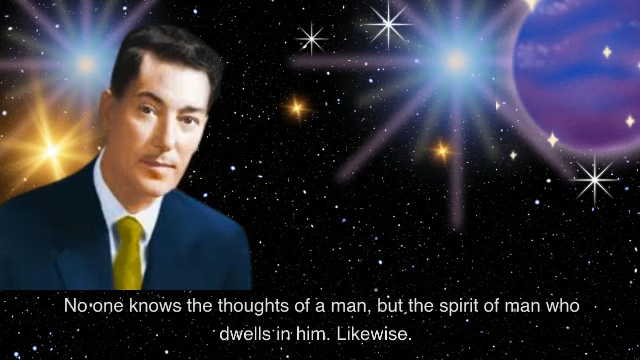 No one knows the thoughts of a man, but the spirit of man who
dwells in him. Likewise.